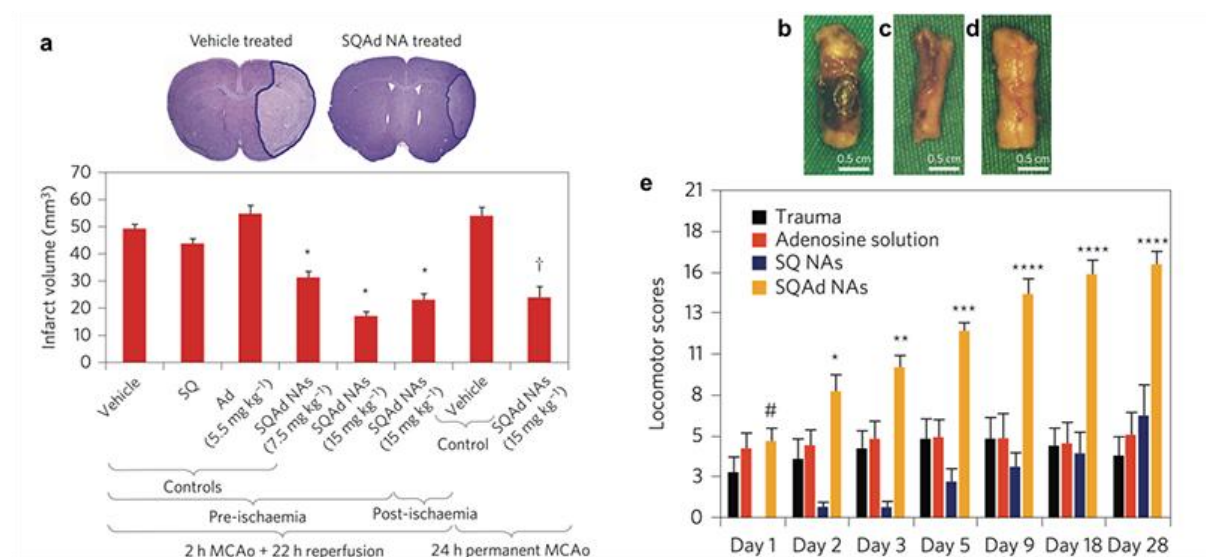 a
Vehicle treated
SQAd NA treated
Infarct volume (mm³)
70
60
50
40
30
20
10
0
*
*
*
†
Vehicle
SQ
Ad
(5.5 mg kg⁻¹)
SQAd NAs
(7.5 mg kg⁻¹)
SQAd NAs
(15 mg kg⁻¹)
SQAd NAs
(15 mg kg⁻¹)
Vehicle
SQAd NAs
(15 mg kg⁻¹)
Control
Controls
Pre-ischaemia
Post-ischaemia
2 h MCAo + 22 h reperfusion
24 h permanent MCAo
b
c
d
0.5 cm
0.5 cm
0.5 cm
e
Locomotor scores
21
18
16
13
11
8
5
3
0
Trauma
Adenosine solution
SQ NAs
SQAd NAs
#
*
**
***
****
****
****
Day 1
Day 2
Day 3
Day 5
Day 9
Day 18
Day 28